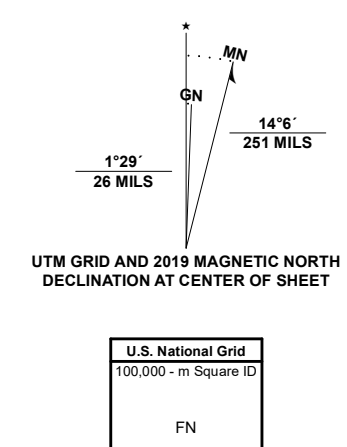 ★
MN
GN
14°6´
251 MILS
1°29´
26 MILS
UTM GRID AND 2019 MAGNETIC NORTH
DECLINATION AT CENTER OF SHEET
U.S. National Grid
100,000 - m Square ID
FN